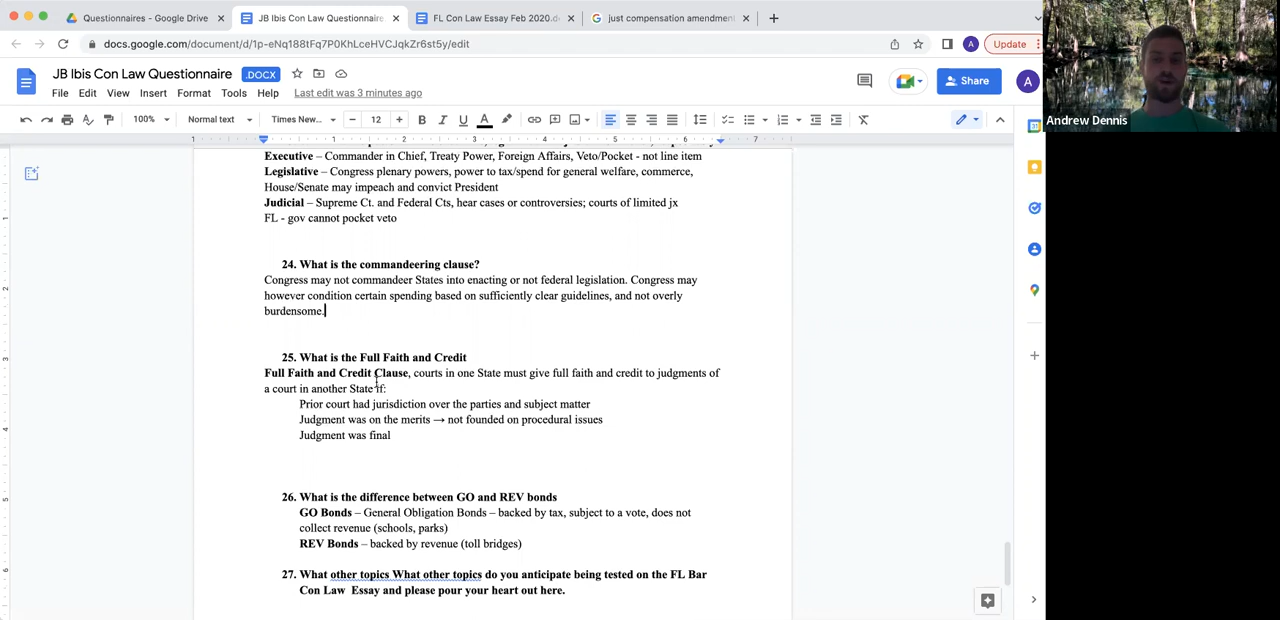 Questionnaires - Google Drive
JB Ibis Con Law Questionnaire.
FL Con Law Essay Feb 2020.d
just compensation amendment
docs.google.com/document/d/1p-eNq188tFq7P0KhLceHVCJqkZr6st5y/edit
A
Update
JB Ibis Con Law Questionnaire
.DOCX
Share
A
File Edit View Insert Format Tools Help Last edit was 3 minutes ago
100% Normal text Times New... 12 B I U A
1 1 2 3 4 5 6 7
Executive – Commander in Chief, Treaty Power, Foreign Affairs, Veto/Pocket - not line item
Legislative – Congress plenary powers, power to tax/spend for general welfare, commerce,
House/Senate may impeach and convict President
Judicial – Supreme Ct. and Federal Cts, hear cases or controversies; courts of limited jx
FL - gov cannot pocket veto
24. What is the commandeering clause?
Congress may not commandeer States into enacting or not federal legislation. Congress may
however condition certain spending based on sufficiently clear guidelines, and not overly
burdensome.
25. What is the Full Faith and Credit
Full Faith and Credit Clause, courts in one State must give full faith and credit to judgments of
a court in another State if:
Prior court had jurisdiction over the parties and subject matter
Judgment was on the merits → not founded on procedural issues
Judgment was final
26. What is the difference between GO and REV bonds
GO Bonds – General Obligation Bonds – backed by tax, subject to a vote, does not
collect revenue (schools, parks)
REV Bonds – backed by revenue (toll bridges)
27. What other topics What other topics do you anticipate being tested on the FL Bar
Con Law Essay and please pour your heart out here.
Andrew Dennis